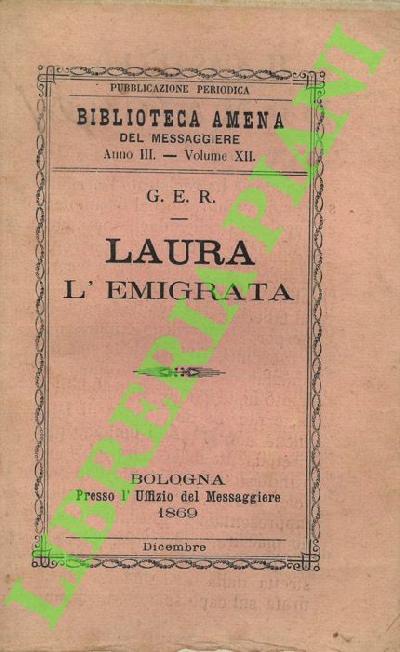 PUBBLICAZIONE PERIODICA
BIBLIOTECA AMENA
DEL MESSAGGIERE
Anno III. — Volume XII.
G. E. R.
LAURA
L' EMIGRATA
BOLOGNA
Presso l' Uffizio del Messaggiere
1869
Dicembre
LIBRERIA PIANI